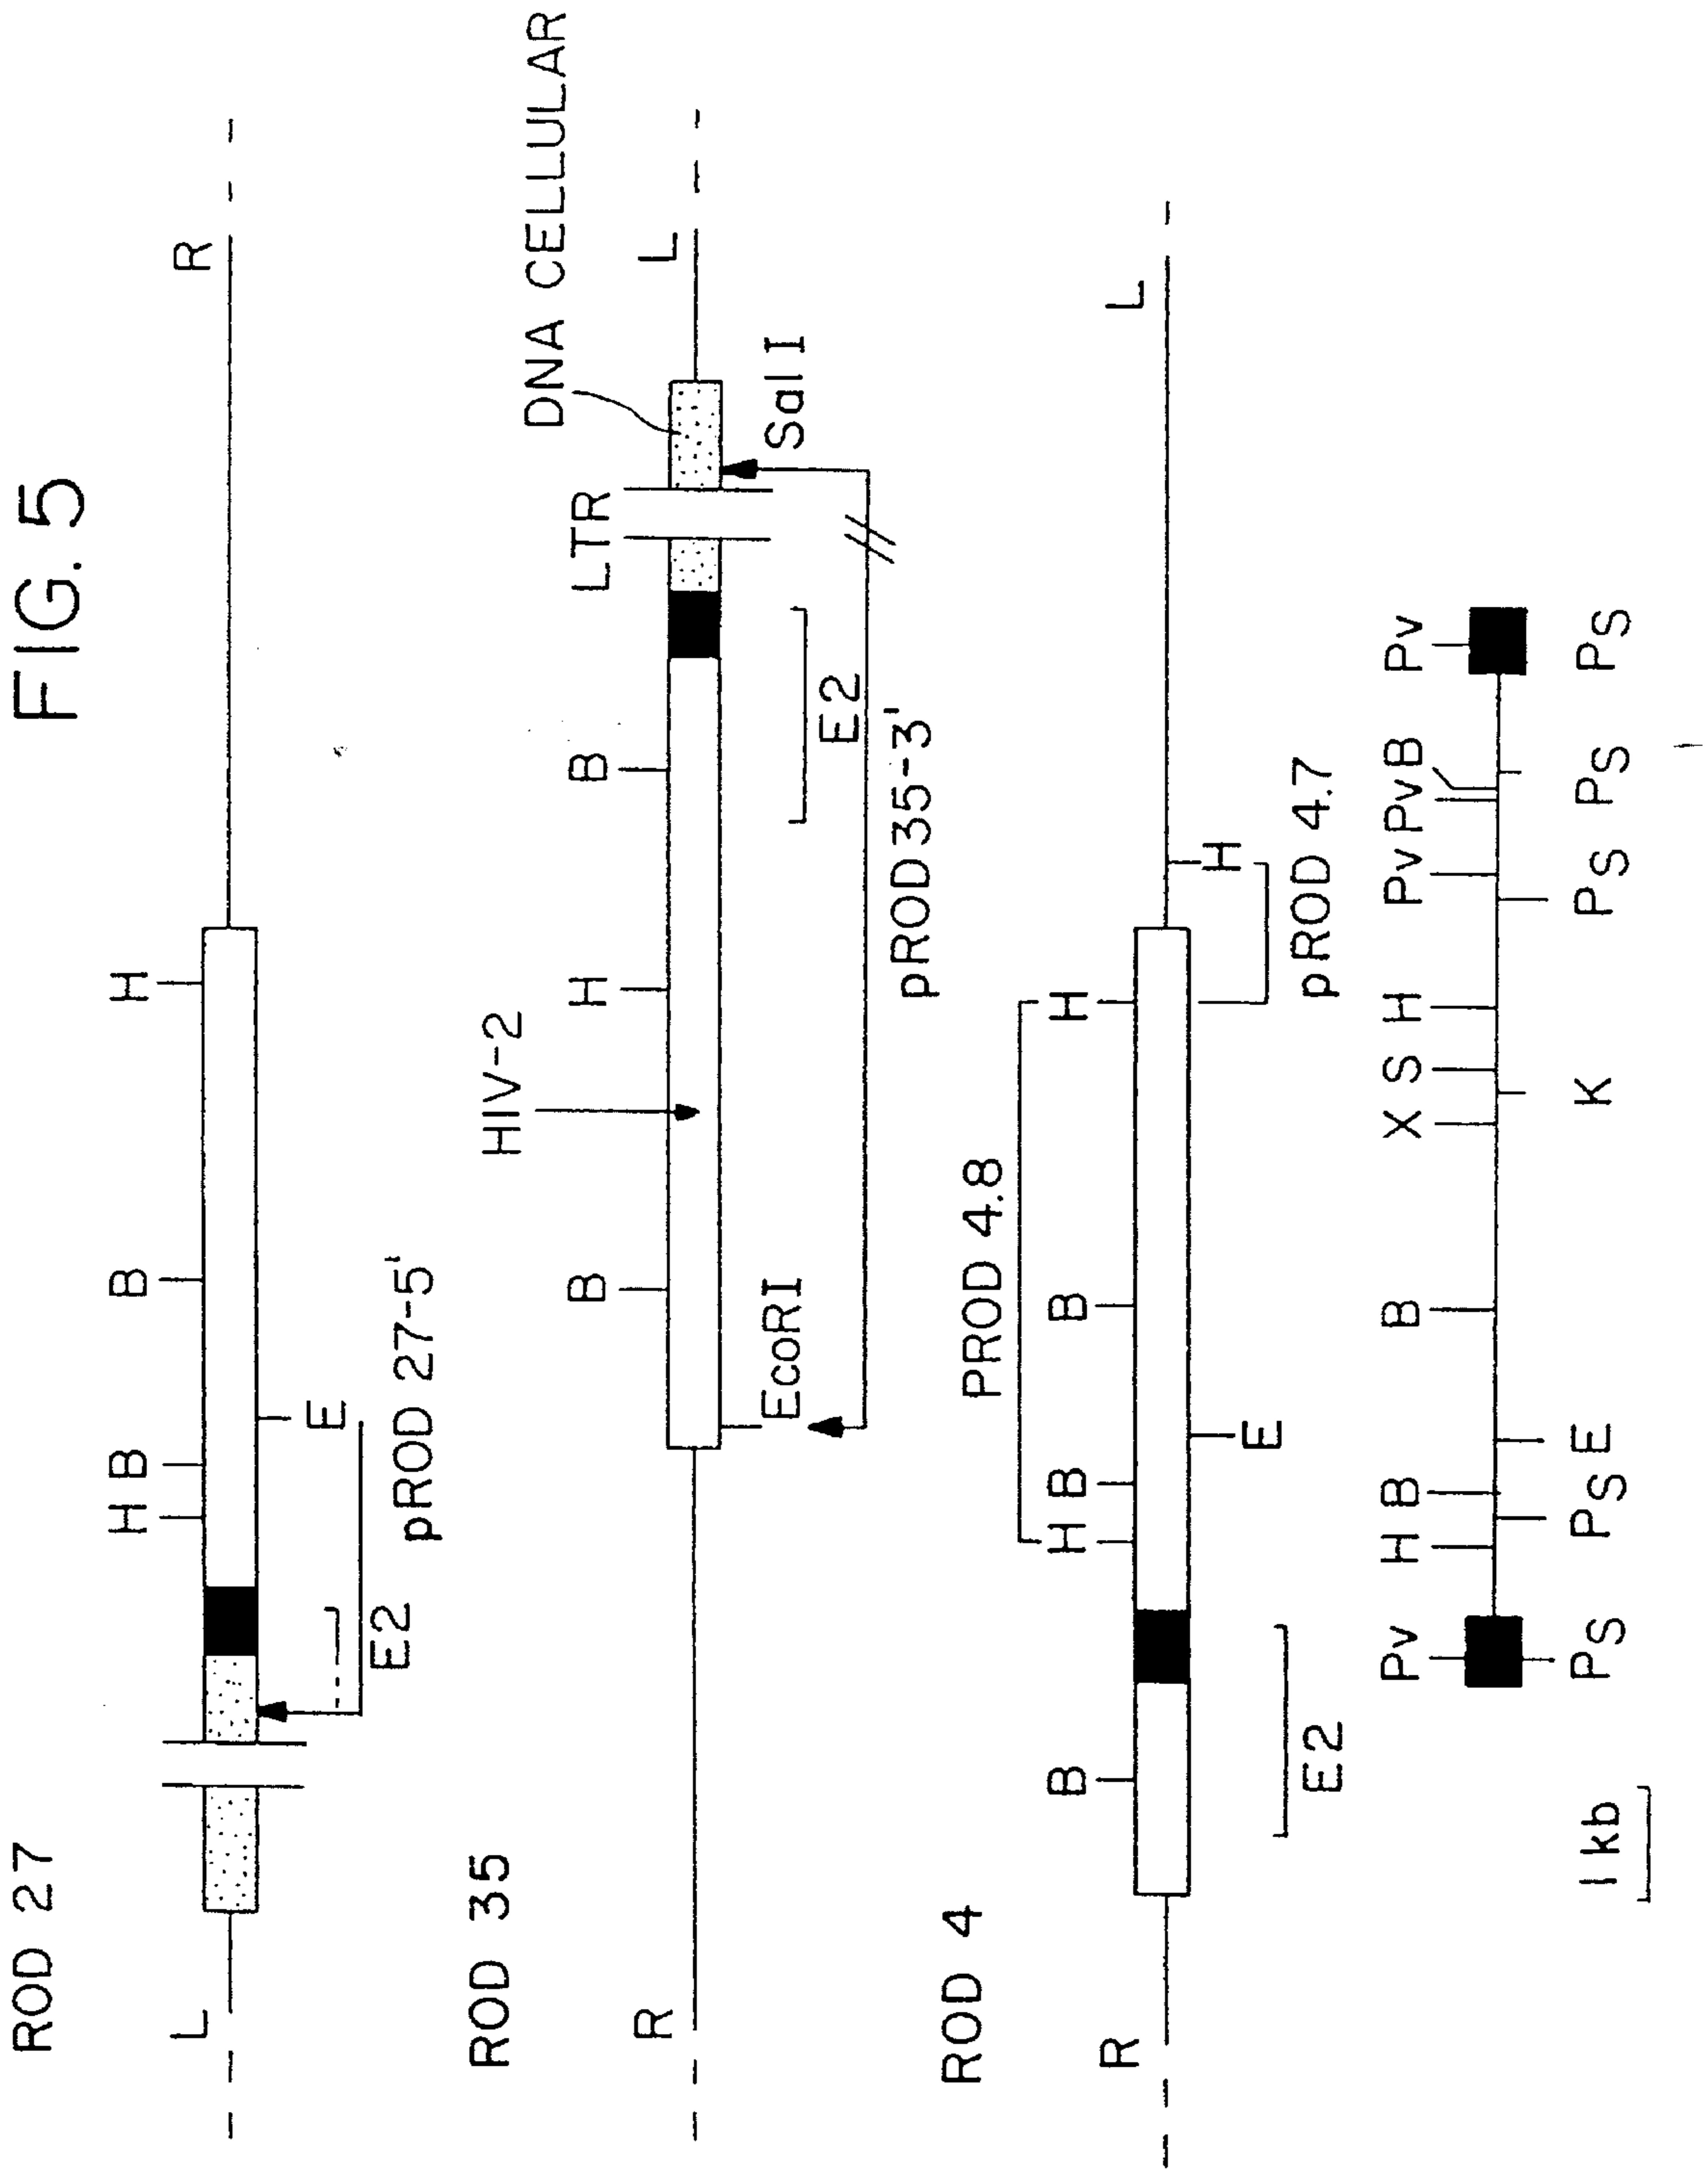 FIG. 5
ROD 27
L
R
H B B H
E
E2
pROD 27-5'
ROD 35
R
L
HIV-2
LTR
DNA CELLULAR
B H B
EcoRI
Sal I
E2
pROD 35-3'
ROD 4
R
L
PROD 4.8
B H B B H
E
H
E2
pROD 4.7
Pv H B B X S H Pv Pv B Pv
Ps Ps E K Ps Ps Ps
1 kb